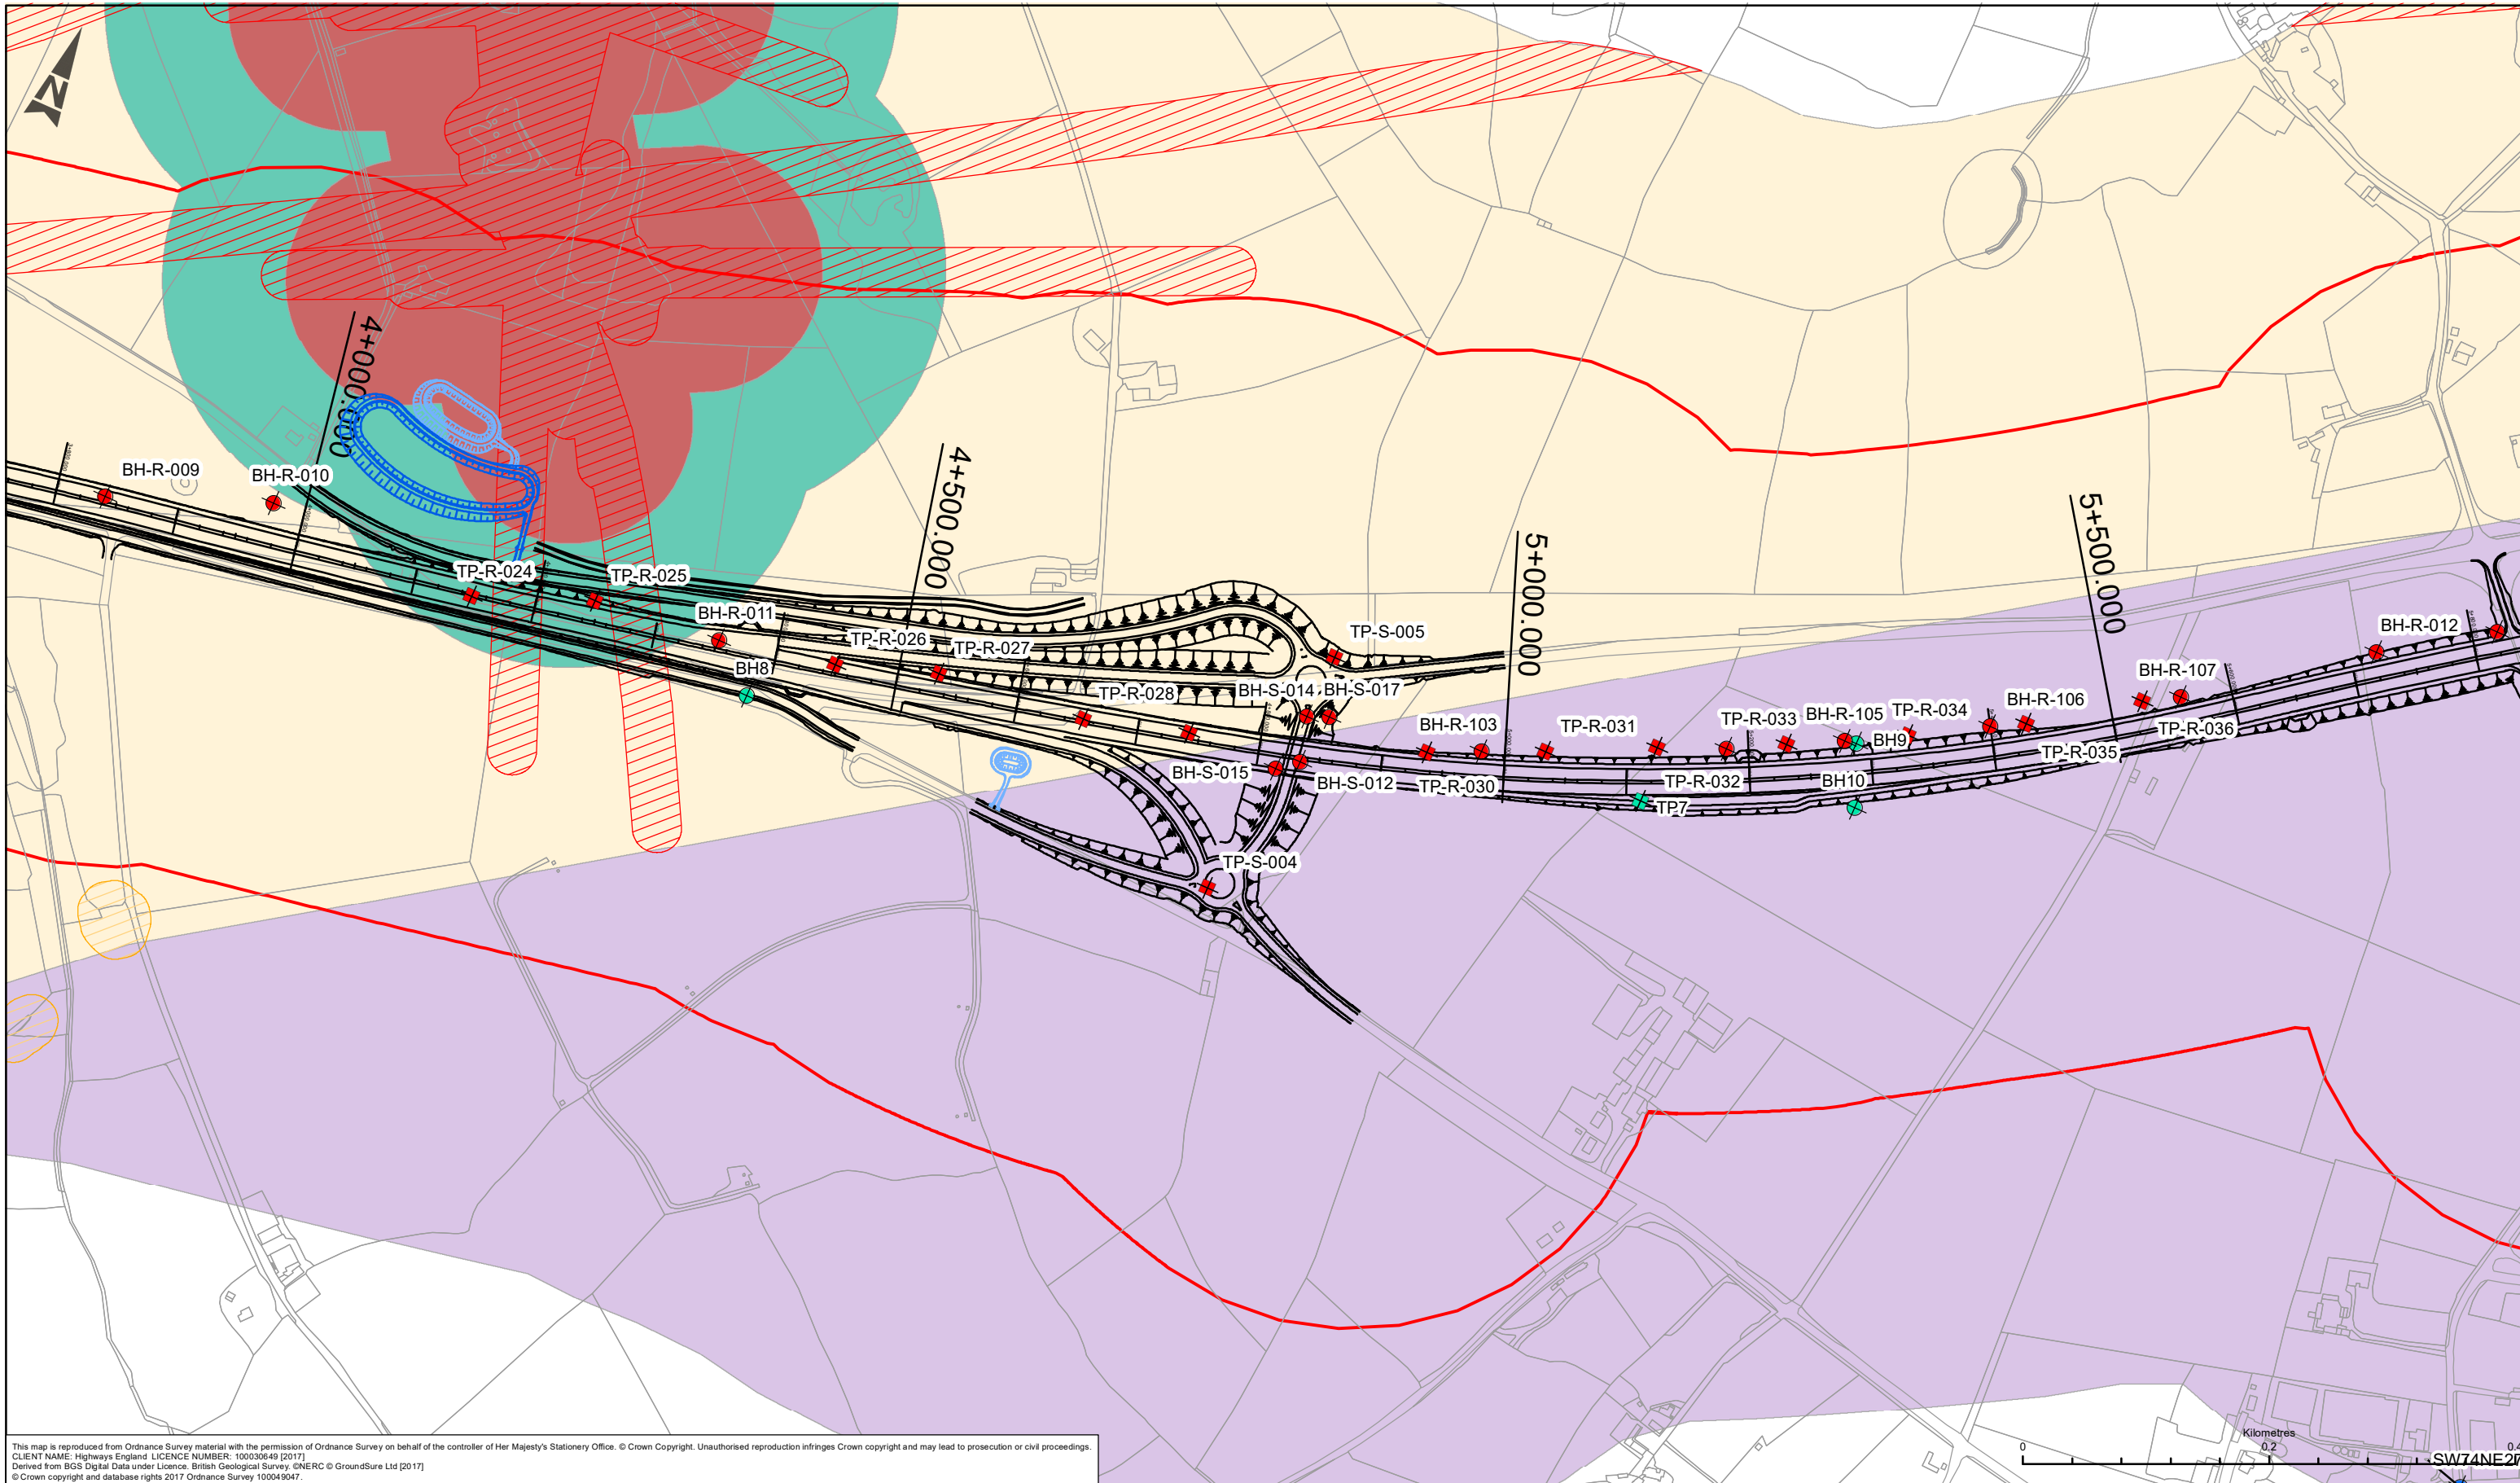 N
4+000.000
BH-R-009
BH-R-010
4+500.000
5+000.000
5+500.000
TP-R-024
TP-R-025
BH-R-011
BH8
TP-R-026
TP-R-027
TP-R-028
TP-S-005
BH-S-014
BH-S-017
BH-S-015
BH-S-012
BH-R-103
TP-R-030
TP-R-031
TP-R-032
TP7
TP-R-033
BH-R-105
BH9
BH10
TP-R-034
BH-R-106
TP-R-035
BH-R-107
TP-R-036
BH-R-012
TP-S-004
Kilometres
0
0.2
0.4
SW74NE2
This map is reproduced from Ordnance Survey material with the permission of Ordnance Survey on behalf of the controller of Her Majesty's Stationery Office. © Crown Copyright. Unauthorised reproduction infringes Crown copyright and may lead to prosecution or civil proceedings.
CLIENT NAME: Highways England LICENCE NUMBER: 100030649 [2017]
Derived from BGS Digital Data under Licence. British Geological Survey. ©NERC © GroundSure Ltd [2017]
© Crown copyright and database rights 2017 Ordnance Survey 100049047.